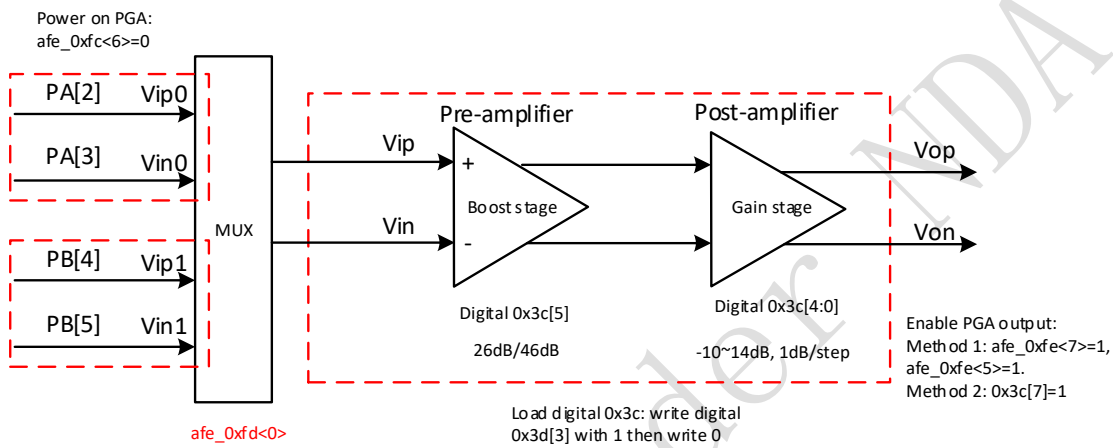 Power on PGA:
afe_0xfc<6>=0
PA[2] Vip0
PA[3] Vin0
PB[4] Vip1
PB[5] Vin1
MUX
afe_0xfd<0>
Vip
Vin
Pre-amplifier
+
Boost stage
-
Digital 0x3c[5]
26dB/46dB
Post-amplifier
Gain stage
Digital 0x3c[4:0]
-10~14dB, 1dB/step
Vop
Von
Enable PGA output:
Method 1: afe_0xfe<7>=1,
afe_0xfe<5>=1.
Method 2: 0x3c[7]=1
Load digital 0x3c: write digital
0x3d[3] with 1 then write 0
der NDA